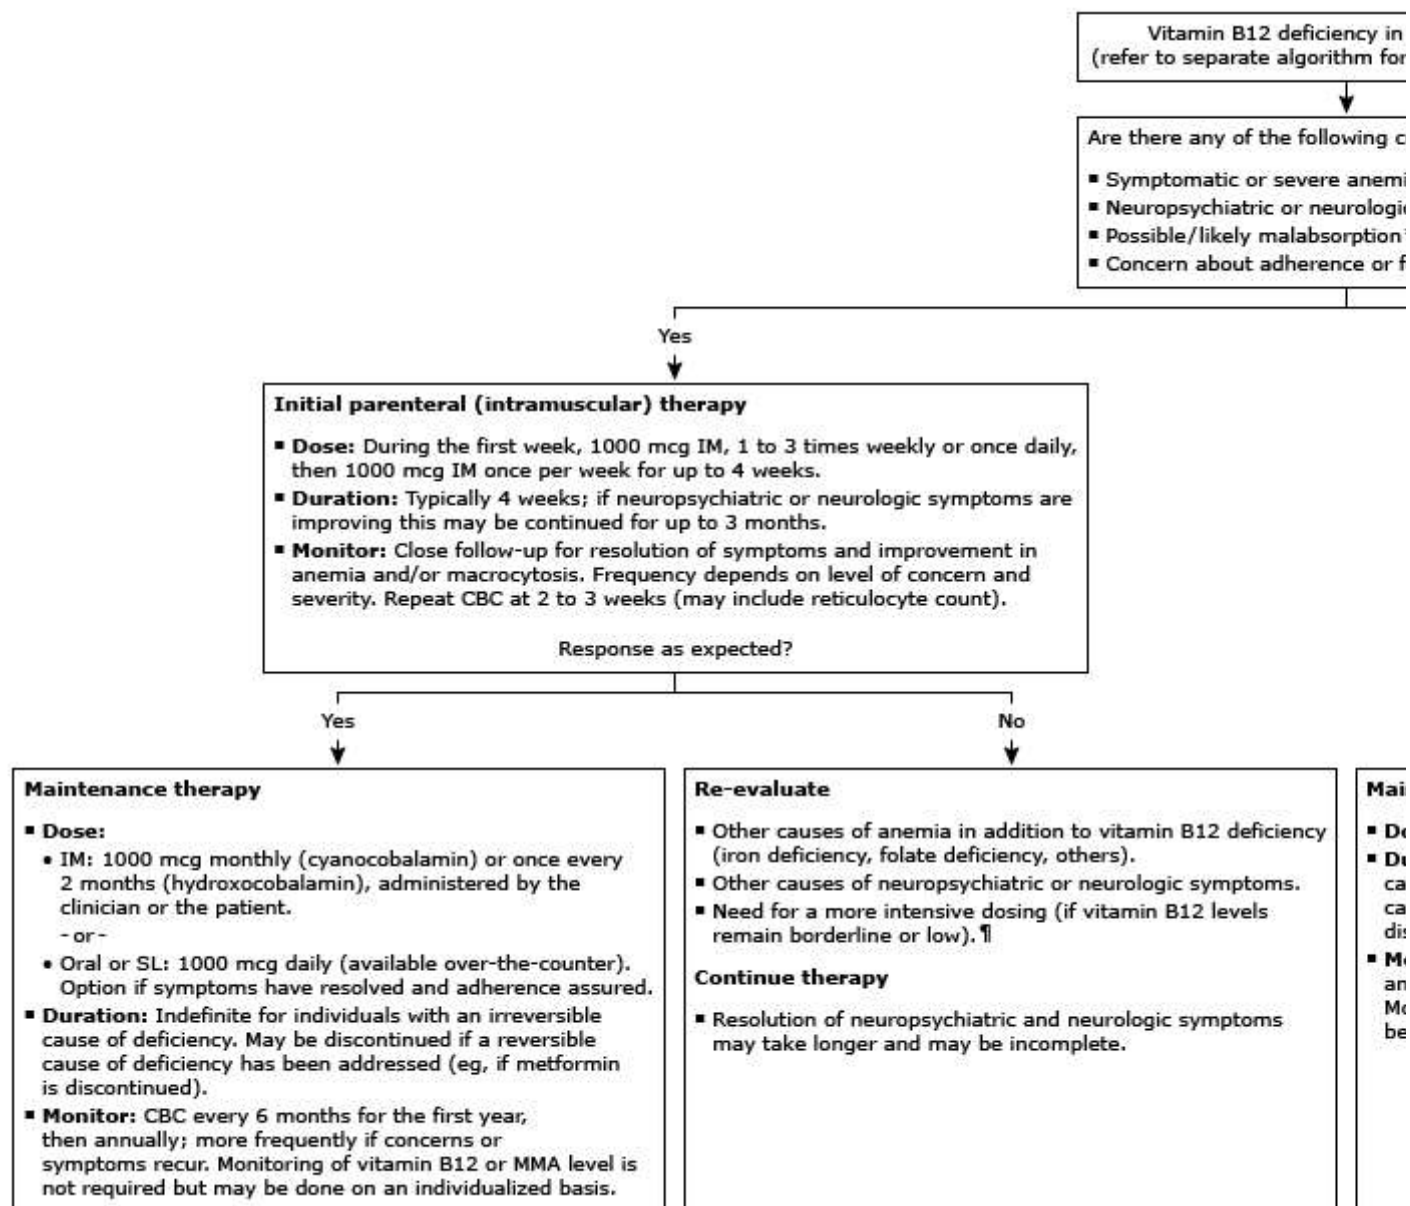 Vitamin B12 deficiency in
(refer to separate algorithm for
Are there any of the following
■ Symptomatic or severe
■ Neuropsychiatric or
■ Possible/likely malabsorption
■ Concern about adherence or
Yes
Initial parenteral (intramuscular) therapy
■ Dose: During the first week, 1000 mcg IM, 1 to 3 times weekly or once daily,
then 1000 mcg IM once per week for up to 4 weeks.
■ Duration: Typically 4 weeks; if neuropsychiatric or neurologic symptoms are
improving this may be continued for up to 3 months.
■ Monitor: Close follow-up for resolution of symptoms and improvement in
anemia and/or macrocytosis. Frequency depends on level of concern and
severity. Repeat CBC at 2 to 3 weeks (may include reticulocyte count).
Response as expected?
Yes
No
Maintenance therapy
■ Dose:
• IM: 1000 mcg monthly (cyanocobalamin) or once every
2 months (hydroxocobalamin), administered by the
clinician or the patient.
- or -
• Oral or SL: 1000 mcg daily (available over-the-counter).
Option if symptoms have resolved and adherence assured.
■ Duration: Indefinite for individuals with an irreversible
cause of deficiency. May be discontinued if a reversible
cause of deficiency has been addressed (eg, if metformin
is discontinued).
■ Monitor: CBC every 6 months for the first year,
then annually; more frequently if concerns or
symptoms recur. Monitoring of vitamin B12 or MMA level is
not required but may be done on an individualized basis.
Re-evaluate
■ Other causes of anemia in addition to vitamin B12 deficiency
(iron deficiency, folate deficiency, others).
■ Other causes of neuropsychiatric or neurologic symptoms.
■ Need for a more intensive dosing (if vitamin B12 levels
remain borderline or low).¶
Continue therapy
■ Resolution of neuropsychiatric and neurologic symptoms
may take longer and may be incomplete.